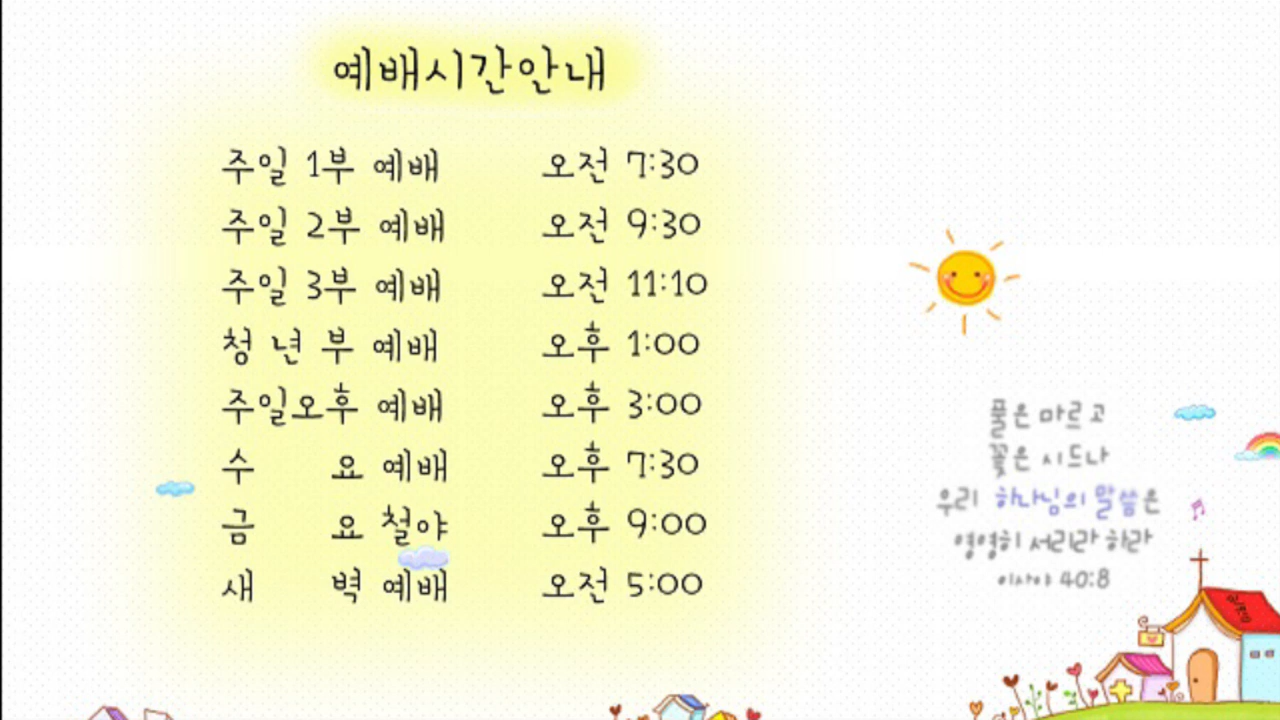 예배시간안내
주일 1부 예배 오전 7:30
주일 2부 예배 오전 9:30
주일 3부 예배 오전 11:10
청 년 부 예배 오후 1:00
주일오후 예배 오후 3:00
수 요 예배 오후 7:30
금 요 철야 오후 9:00
새 벽 예배 오전 5:00
풀은 마르고
꽃은 시드나
우리 하나님의 말씀은
영영히 서리라 하라
이사야 40:8